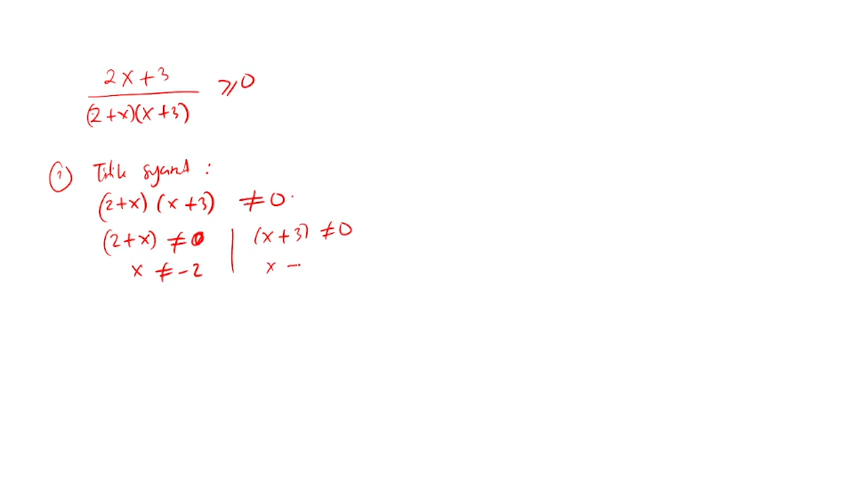 2x+3
(2+x)(x+3) ≥0
① Titik syarat :
(2+x) (x+3) ≠0.
(2+x) ≠0 | (x+3) ≠0
x ≠-2 | x -